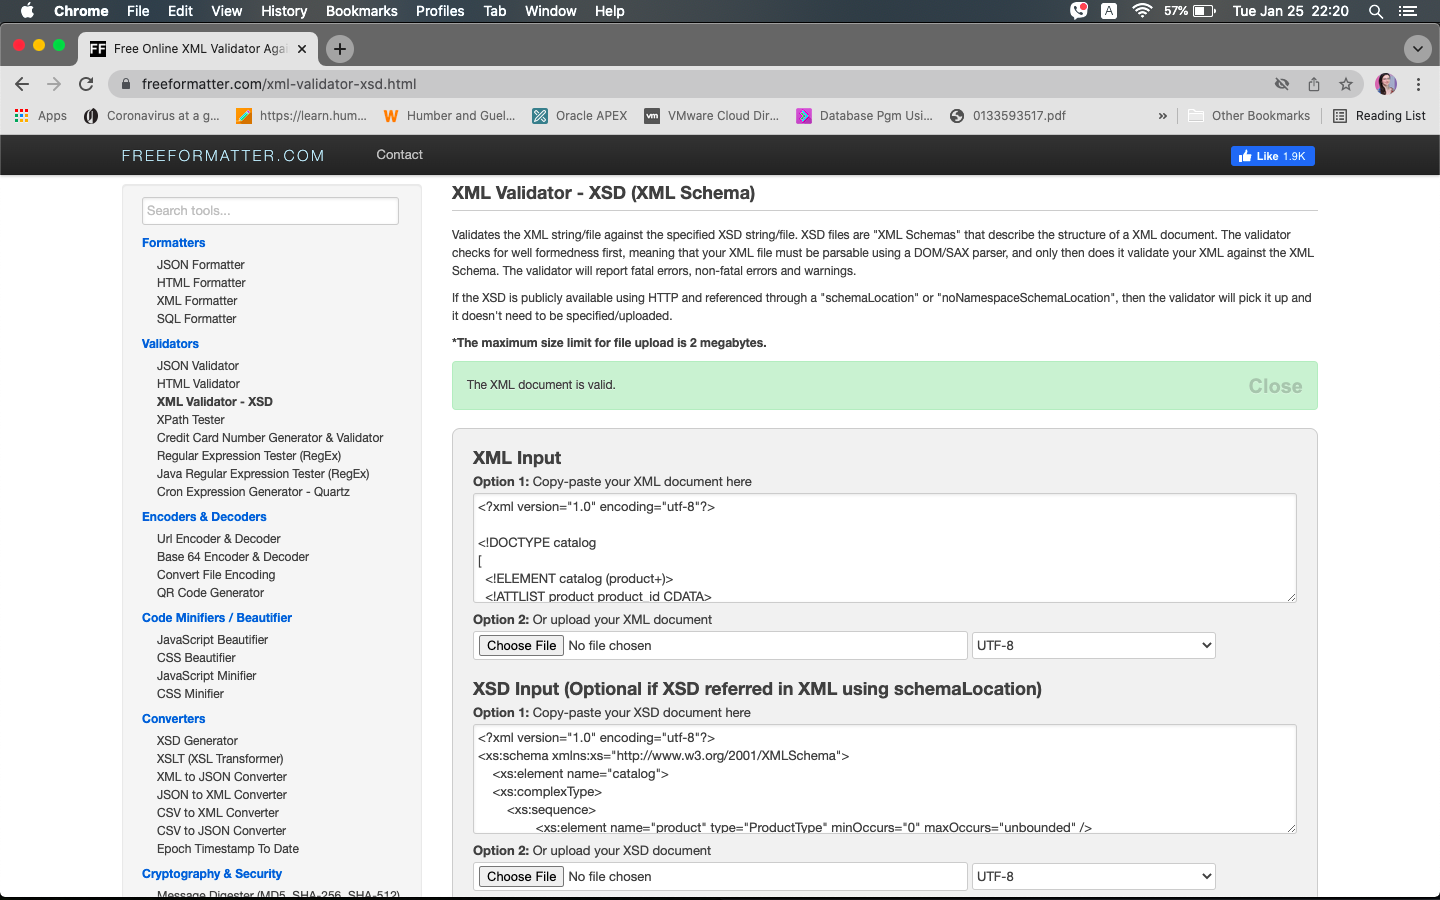 Chrome File Edit View History Bookmarks Profiles Tab Window Help A 57% Tue Jan 25 22:20
FF Free Online XML Validator Agai
freeformatter.com/xml-validator-xsd.html
Apps Coronavirus at a g... https://learn.hum... W Humber and Guel... Oracle APEX vm VMware Cloud Dir... Database Pgm Usi... 0133593517.pdf » Other Bookmarks Reading List
FREEFORMATTER.COM Contact Like 1.9K
Search tools...
Formatters
JSON Formatter
HTML Formatter
XML Formatter
SQL Formatter
Validators
JSON Validator
HTML Validator
XML Validator - XSD
XPath Tester
Credit Card Number Generator & Validator
Regular Expression Tester (RegEx)
Java Regular Expression Tester (RegEx)
Cron Expression Generator - Quartz
Encoders & Decoders
Url Encoder & Decoder
Base 64 Encoder & Decoder
Convert File Encoding
QR Code Generator
Code Minifiers / Beautifier
JavaScript Beautifier
CSS Beautifier
JavaScript Minifier
CSS Minifier
Converters
XSD Generator
XSLT (XSL Transformer)
XML to JSON Converter
JSON to XML Converter
CSV to XML Converter
CSV to JSON Converter
Epoch Timestamp To Date
Cryptography & Security
Message Digester (MD5, SHA-256, SHA-512)
XML Validator - XSD (XML Schema)
Validates the XML string/file against the specified XSD string/file. XSD files are "XML Schemas" that describe the structure of a XML document. The validator
checks for well formedness first, meaning that your XML file must be parsable using a DOM/SAX parser, and only then does it validate your XML against the XML
Schema. The validator will report fatal errors, non-fatal errors and warnings.
If the XSD is publicly available using HTTP and referenced through a "schemaLocation" or "noNamespaceSchemaLocation", then the validator will pick it up and
it doesn't need to be specified/uploaded.
*The maximum size limit for file upload is 2 megabytes.
The XML document is valid. Close
XML Input
Option 1: Copy-paste your XML document here
<?xml version="1.0" encoding="utf-8"?>
<!DOCTYPE catalog
[
<!ELEMENT catalog (product+)>
<!ATTLIST product product_id CDATA>
Option 2: Or upload your XML document
Choose File No file chosen UTF-8
XSD Input (Optional if XSD referred in XML using schemaLocation)
Option 1: Copy-paste your XSD document here
<?xml version="1.0" encoding="utf-8"?>
<xs:schema xmlns:xs="http://www.w3.org/2001/XMLSchema">
<xs:element name="catalog">
<xs:complexType>
<xs:sequence>
<xs:element name="product" type="ProductType" minOccurs="0" maxOccurs="unbounded" />
Option 2: Or upload your XSD document
Choose File No file chosen UTF-8